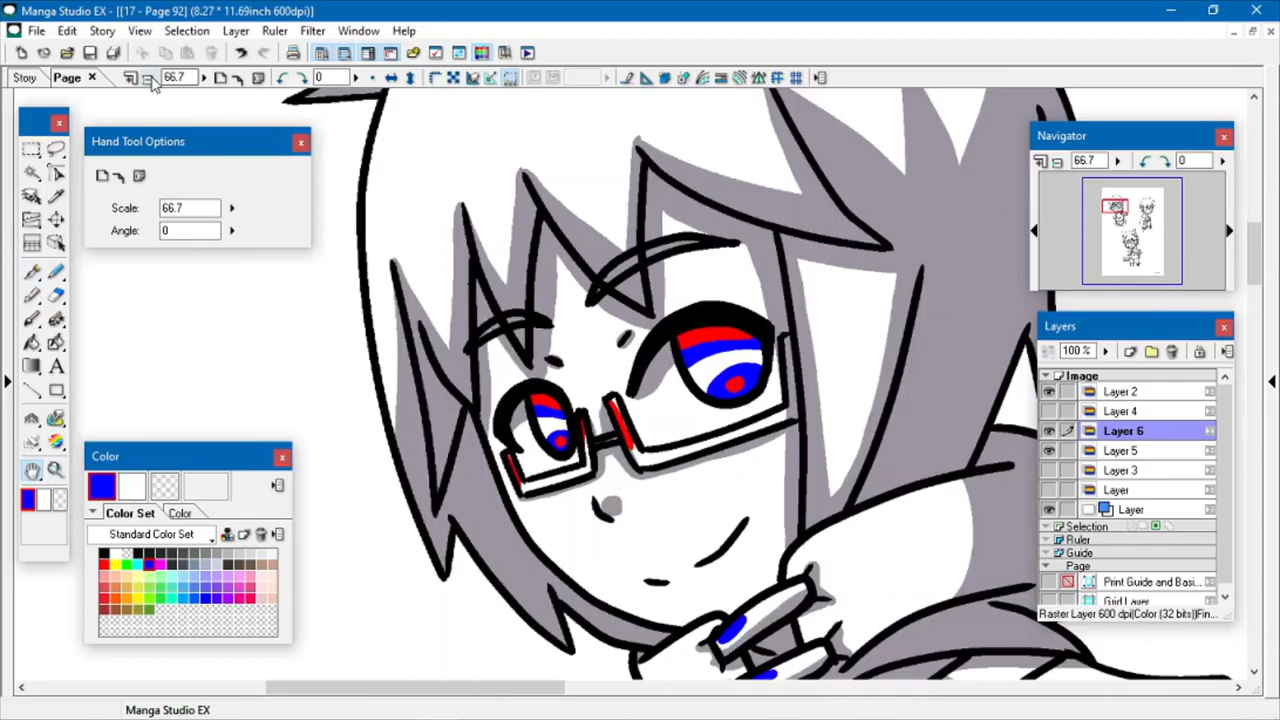 Manga Studio EX - [[17 - Page 92] (8.27 * 11.69inch 600dpi)]
File Edit Story View Selection Layer Ruler Filter Window Help
Story Page 66.7 0
Hand Tool Options
Scale: 66.7
Angle: 0
Navigator
66.7 0
Layers
100 %
Image
Layer 2
Layer 4
Layer 6
Layer 5
Layer 3
Layer
Layer
Selection
Ruler
Guide
Page
Print Guide and Basi...
Grid Layer
Raster Layer 600 dpi(Color (32 bits))Fin...
Color
Color Set Color
Standard Color Set
Manga Studio EX